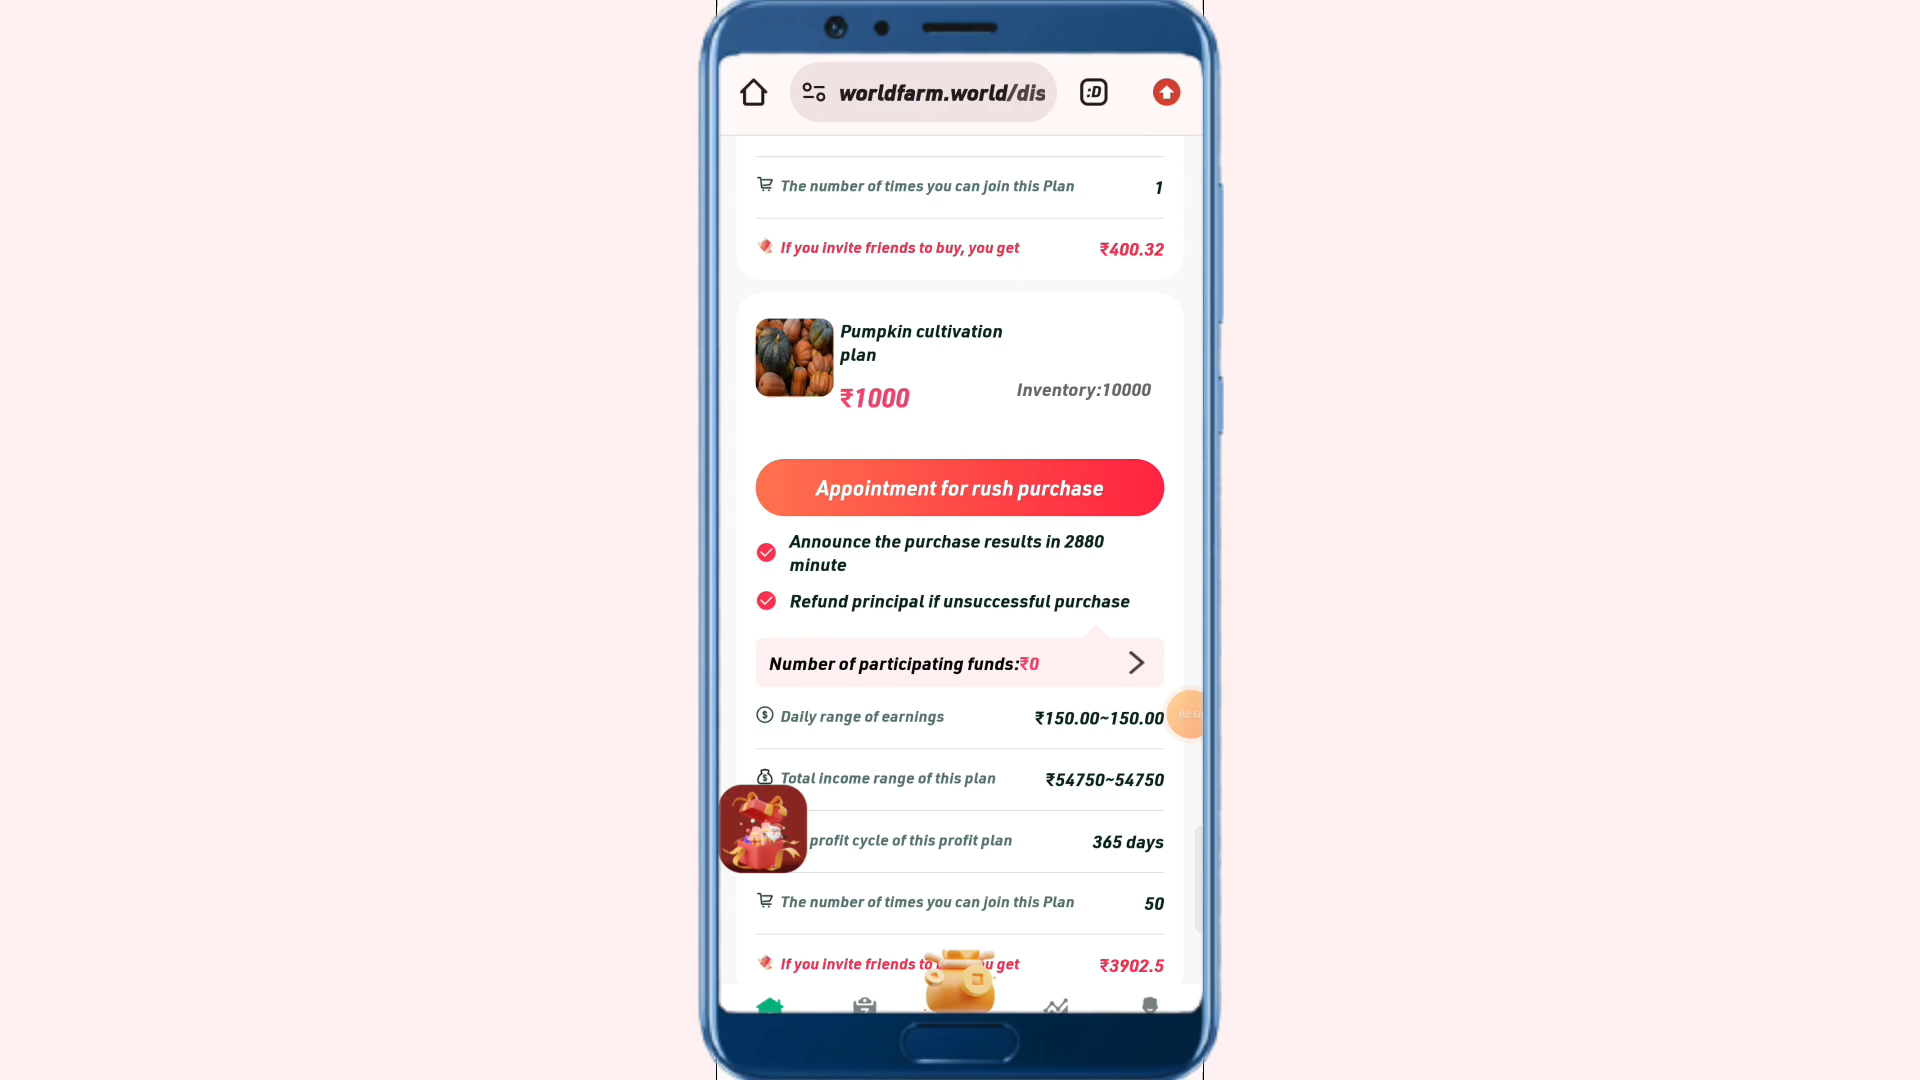 worldfarm.world/dis
:D
The number of times you can join this Plan 1
If you invite friends to buy, you get ₹400.32
Pumpkin cultivation
plan
₹1000
Inventory:10000
Appointment for rush purchase
Announce the purchase results in 2880
minute
Refund principal if unsuccessful purchase
Number of participating funds:₹0
Daily range of earnings ₹150.00~150.00
00:50
Total income range of this plan ₹54750~54750
profit cycle of this profit plan 365 days
The number of times you can join this Plan 50
If you invite friends to get ₹3902.5